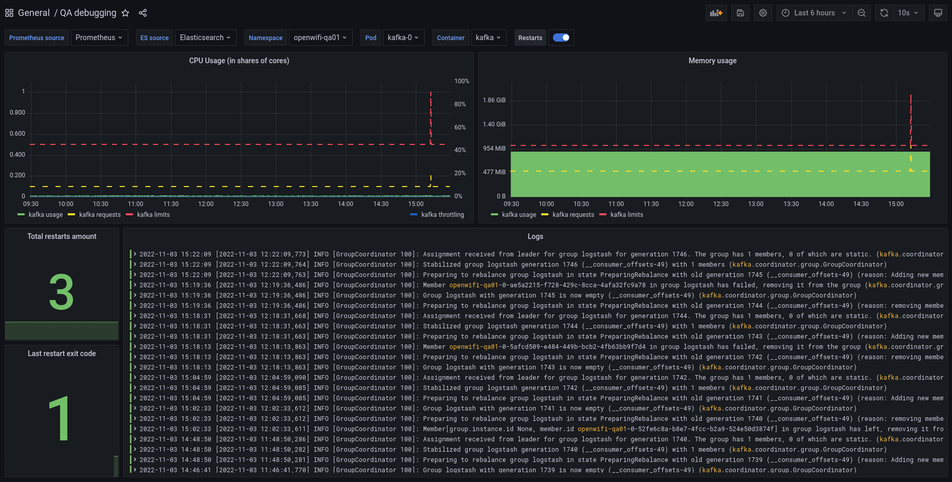 General / QA debugging
Last 6 hours
10s
Prometheus source Prometheus ES source Elasticsearch Namespace openwifi-qa01 Pod kafka-0 Container kafka Restarts
CPU Usage (in shares of cores)
1
0.800
0.600
0.400
0.200
0
100%
80%
60%
40%
20%
0%
09:30 10:00 10:30 11:00 11:30 12:00 12:30 13:00 13:30 14:00 14:30 15:00
kafka usage kafka requests kafka limits kafka throttling
Memory usage
1.86 GiB
1.40 GiB
954 MiB
477 MiB
0 B
09:30 10:00 10:30 11:00 11:30 12:00 12:30 13:00 13:30 14:00 14:30 15:00
kafka usage kafka requests kafka limits
Total restarts amount
3
Last restart exit code
1
Logs
2022-11-03 15:22:09 [2022-11-03 12:22:09,773] INFO [GroupCoordinator 100]: Assignment received from leader for group logstash for generation 1746. The group has 1 members, 0 of which are static. (kafka.coordinator
2022-11-03 15:22:09 [2022-11-03 12:22:09,764] INFO [GroupCoordinator 100]: Stabilized group logstash generation 1746 (__consumer_offsets-49) with 1 members (kafka.coordinator.group.GroupCoordinator)
2022-11-03 15:22:09 [2022-11-03 12:22:09,763] INFO [GroupCoordinator 100]: Preparing to rebalance group logstash in state PreparingRebalance with old generation 1745 (__consumer_offsets-49) (reason: Adding new mem
2022-11-03 15:19:36 [2022-11-03 12:19:36,486] INFO [GroupCoordinator 100]: Member openwifi-qa01-0-ae5a2215-f728-429c-8cca-4afa32fc9a78 in group logstash has failed, removing it from the group (kafka.coordinator.gr
2022-11-03 15:19:36 [2022-11-03 12:19:36,486] INFO [GroupCoordinator 100]: Group logstash with generation 1745 is now empty (__consumer_offsets-49) (kafka.coordinator.group.GroupCoordinator)
2022-11-03 15:19:36 [2022-11-03 12:19:36,486] INFO [GroupCoordinator 100]: Preparing to rebalance group logstash in state PreparingRebalance with old generation 1744 (__consumer_offsets-49) (reason: removing membe
2022-11-03 15:18:31 [2022-11-03 12:18:31,668] INFO [GroupCoordinator 100]: Assignment received from leader for group logstash for generation 1744. The group has 1 members, 0 of which are static. (kafka.coordinator
2022-11-03 15:18:31 [2022-11-03 12:18:31,663] INFO [GroupCoordinator 100]: Stabilized group logstash generation 1744 (__consumer_offsets-49) with 1 members (kafka.coordinator.group.GroupCoordinator)
2022-11-03 15:18:31 [2022-11-03 12:18:31,663] INFO [GroupCoordinator 100]: Preparing to rebalance group logstash in state PreparingRebalance with old generation 1743 (__consumer_offsets-49) (reason: Adding new mem
2022-11-03 15:18:13 [2022-11-03 12:18:13,863] INFO [GroupCoordinator 100]: Member in group logstash has failed, removing it from the group (kafka.coordinator.gr
2022-11-03 15:18:13 [2022-11-03 12:18:13,863] INFO [GroupCoordinator 100]: Preparing to rebalance group logstash in state PreparingRebalance with old generation 1742 (__consumer_offsets-49) (reason: removing membe
2022-11-03 15:18:13 [2022-11-03 12:18:13,863] INFO [GroupCoordinator 100]: Group logstash with generation 1743 is now empty (__consumer_offsets-49) (kafka.coordinator.group.GroupCoordinator)
2022-11-03 15:04:59 [2022-11-03 12:04:59,090] INFO [GroupCoordinator 100]: Assignment received from leader for group logstash for generation 1742. The group has 1 members, 0 of which are static. (kafka.coordinator
2022-11-03 15:04:59 [2022-11-03 12:04:59,085] INFO [GroupCoordinator 100]: Stabilized group logstash generation 1742 (__consumer_offsets-49) with 1 members (kafka.coordinator.group.GroupCoordinator)
2022-11-03 15:04:59 [2022-11-03 12:04:59,085] INFO [GroupCoordinator 100]: Preparing to rebalance group logstash in state PreparingRebalance with old generation 1741 (__consumer_offsets-49) (reason: Adding new mem
2022-11-03 15:02:33 [2022-11-03 12:02:33,612] INFO [GroupCoordinator 100]: Group logstash with generation 1741 is now empty (__consumer_offsets-49) (kafka.coordinator.group.GroupCoordinator)
2022-11-03 15:02:33 [2022-11-03 12:02:33,612] INFO [GroupCoordinator 100]: Preparing to rebalance group logstash in state PreparingRebalance with old generation 1740 (__consumer_offsets-49) (reason: removing membe
2022-11-03 15:02:33 [2022-11-03 12:02:33,611] INFO [GroupCoordinator 100]: Member[group.instance.id None, member.id openwifi-qa01-0-52fe6c8a-b8e7-4fcc-b2a9-524e50d3874f] in group logstash has left, removing it fro
2022-11-03 14:48:50 [2022-11-03 11:48:50,286] INFO [GroupCoordinator 100]: Assignment received from leader for group logstash for generation 1740. The group has 1 members, 0 of which are static. (kafka.coordinator
2022-11-03 14:48:50 [2022-11-03 11:48:50,282] INFO [GroupCoordinator 100]: Stabilized group logstash generation 1740 (__consumer_offsets-49) with 1 members (kafka.coordinator.group.GroupCoordinator)
2022-11-03 14:48:50 [2022-11-03 11:48:50,281] INFO [GroupCoordinator 100]: Preparing to rebalance group logstash in state PreparingRebalance with old generation 1739 (__consumer_offsets-49) (reason: Adding new mem
2022-11-03 14:46:41 [2022-11-03 11:46:41,770] INFO [GroupCoordinator 100]: Group logstash with generation 1739 is now empty (__consumer_offsets-49) (kafka.coordinator.group.GroupCoordinator)